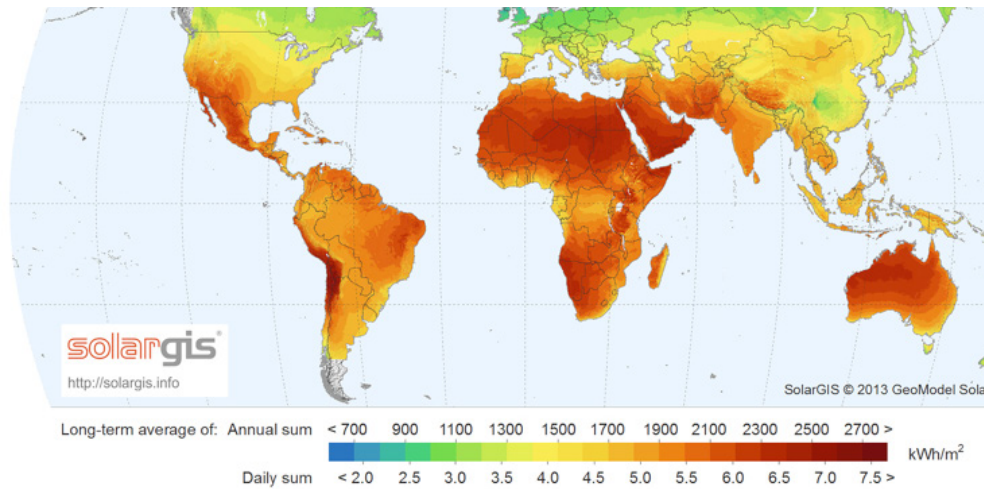 solargis®
http://solargis.info
SolarGIS © 2013 GeoModel Sola
Long-term average of: Annual sum < 700 900 1100 1300 1500 1700 1900 2100 2300 2500 2700 >
kWh/m²
Daily sum < 2.0 2.5 3.0 3.5 4.0 4.5 5.0 5.5 6.0 6.5 7.0 7.5 >